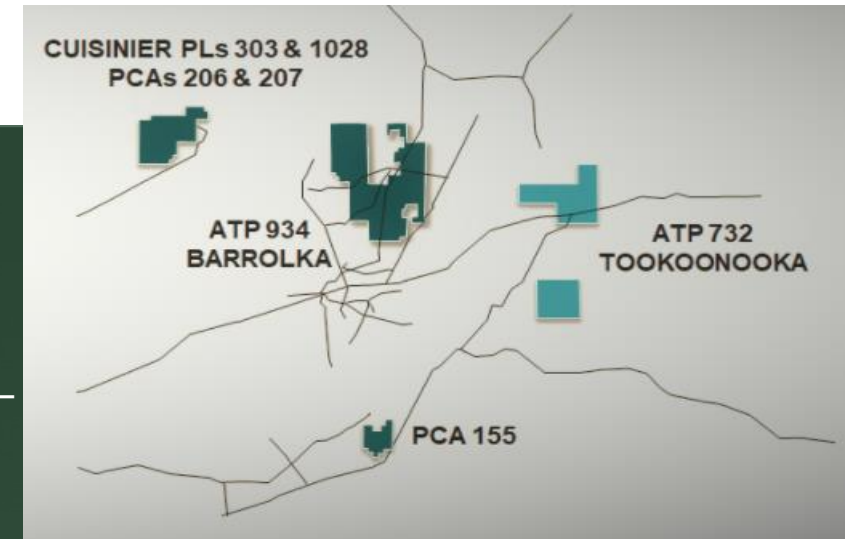 CUISINIER PLs 303 & 1028
PCAs 206 & 207
ATP 934
BARROLKA
ATP 732
TOOKOONOOKA
PCA 155